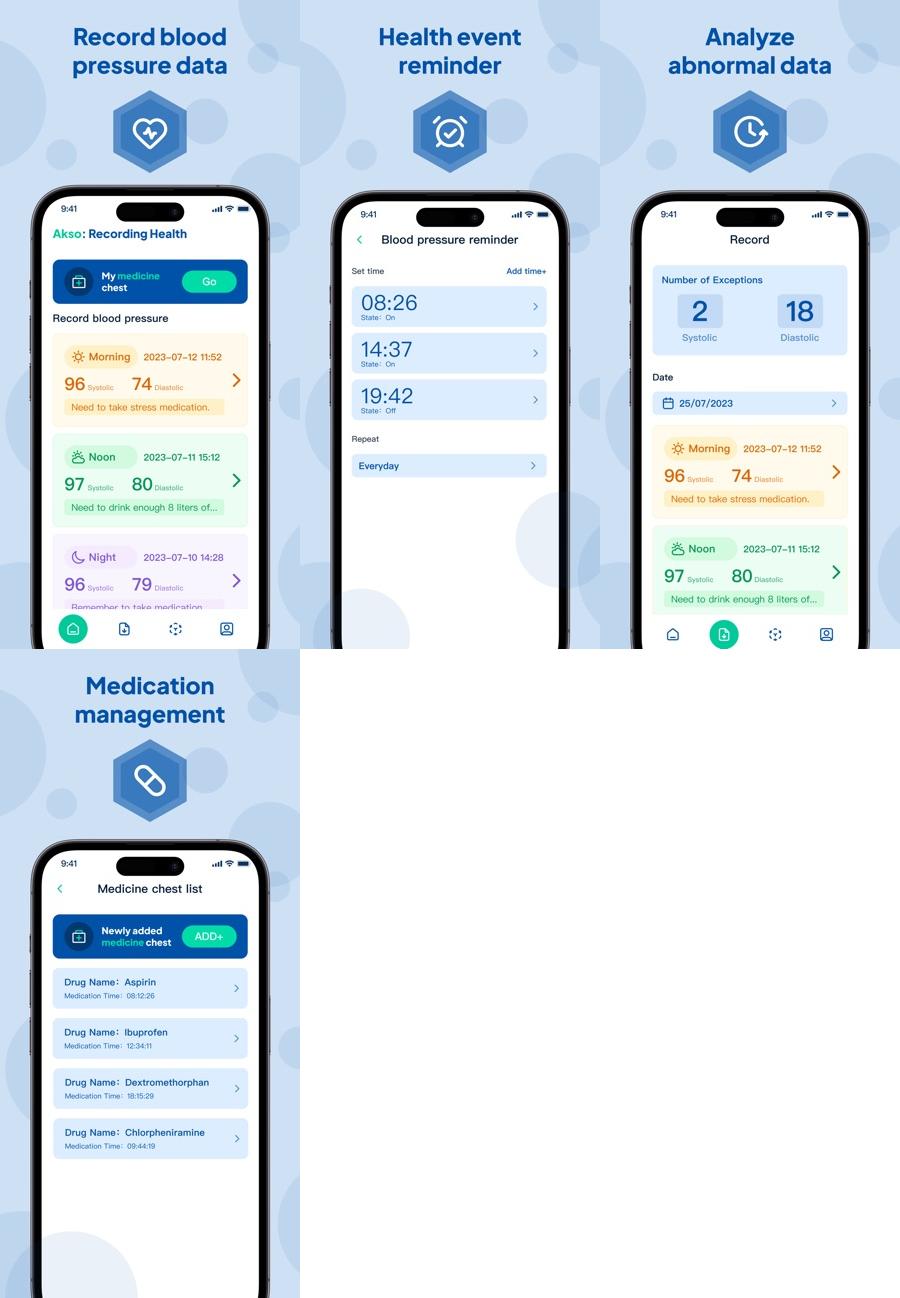 Record blood
pressure data
9:41
Akso: Recording Health
My medicine
chest
Go
Record blood pressure
Morning
2023-07-12 11:52
96 Systolic 74 Diastolic
Need to take stress medication.
Noon
2023-07-11 15:12
97 Systolic 80 Diastolic
Need to drink enough 8 liters of...
Night
2023-07-10 14:28
96 Systolic 79 Diastolic
Remember to take medication
Health event
reminder
9:41
Blood pressure reminder
Set time
Add time+
08:26
State: On
14:37
State: On
19:42
State: Off
Repeat
Everyday
Analyze
abnormal data
9:41
Record
Number of Exceptions
2 18
Systolic Diastolic
Date
25/07/2023
Morning
2023-07-12 11:52
96 Systolic 74 Diastolic
Need to take stress medication.
Noon
2023-07-11 15:12
97 Systolic 80 Diastolic
Need to drink enough 8 liters of...
Medication
management
9:41
Medicine chest list
Newly added
medicine chest
ADD+
Drug Name: Aspirin
Medication Time: 08:12:26
Drug Name: Ibuprofen
Medication Time: 12:34:11
Drug Name: Dextromethorphan
Medication Time: 18:15:29
Drug Name: Chlorpheniramine
Medication Time: 09:44:19